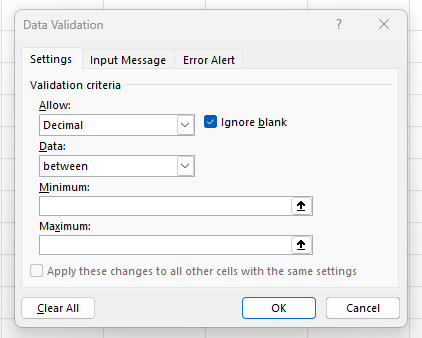 Data Validation ?
Settings Input Message Error Alert
Validation criteria
Allow:
Decimal Ignore blank
Data:
between
Minimum:
Maximum:
Apply these changes to all other cells with the same settings
Clear All OK Cancel